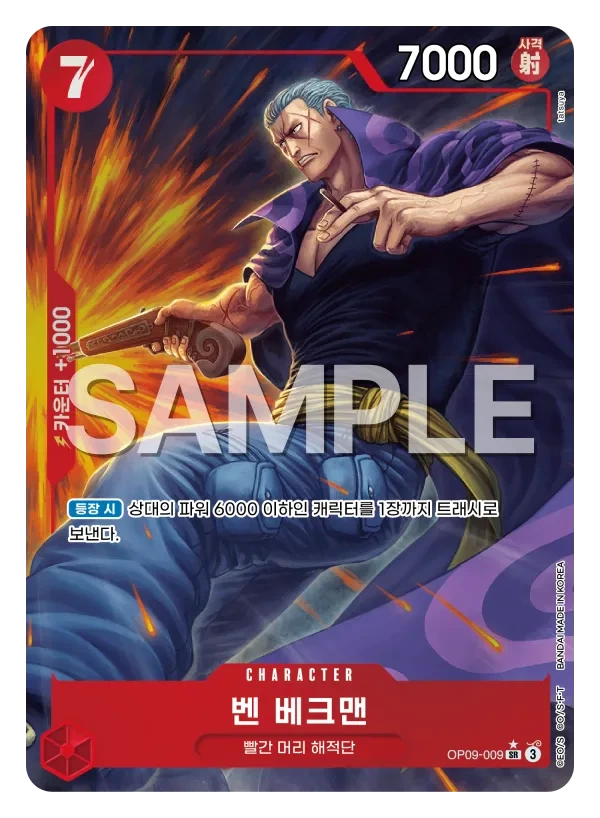 7
7000
사격
射
tatsuya
카운터 +1000
SAMPLE
등장 시 상대의 파워 6000 이하인 캐릭터를 1장까지 트래시로
보낸다.
CHARACTER
벤 베크맨
빨간 머리 해적단
OP09-009 SR 3
©EO/S ©O/S·F·T BANDAI MADE IN KOREA